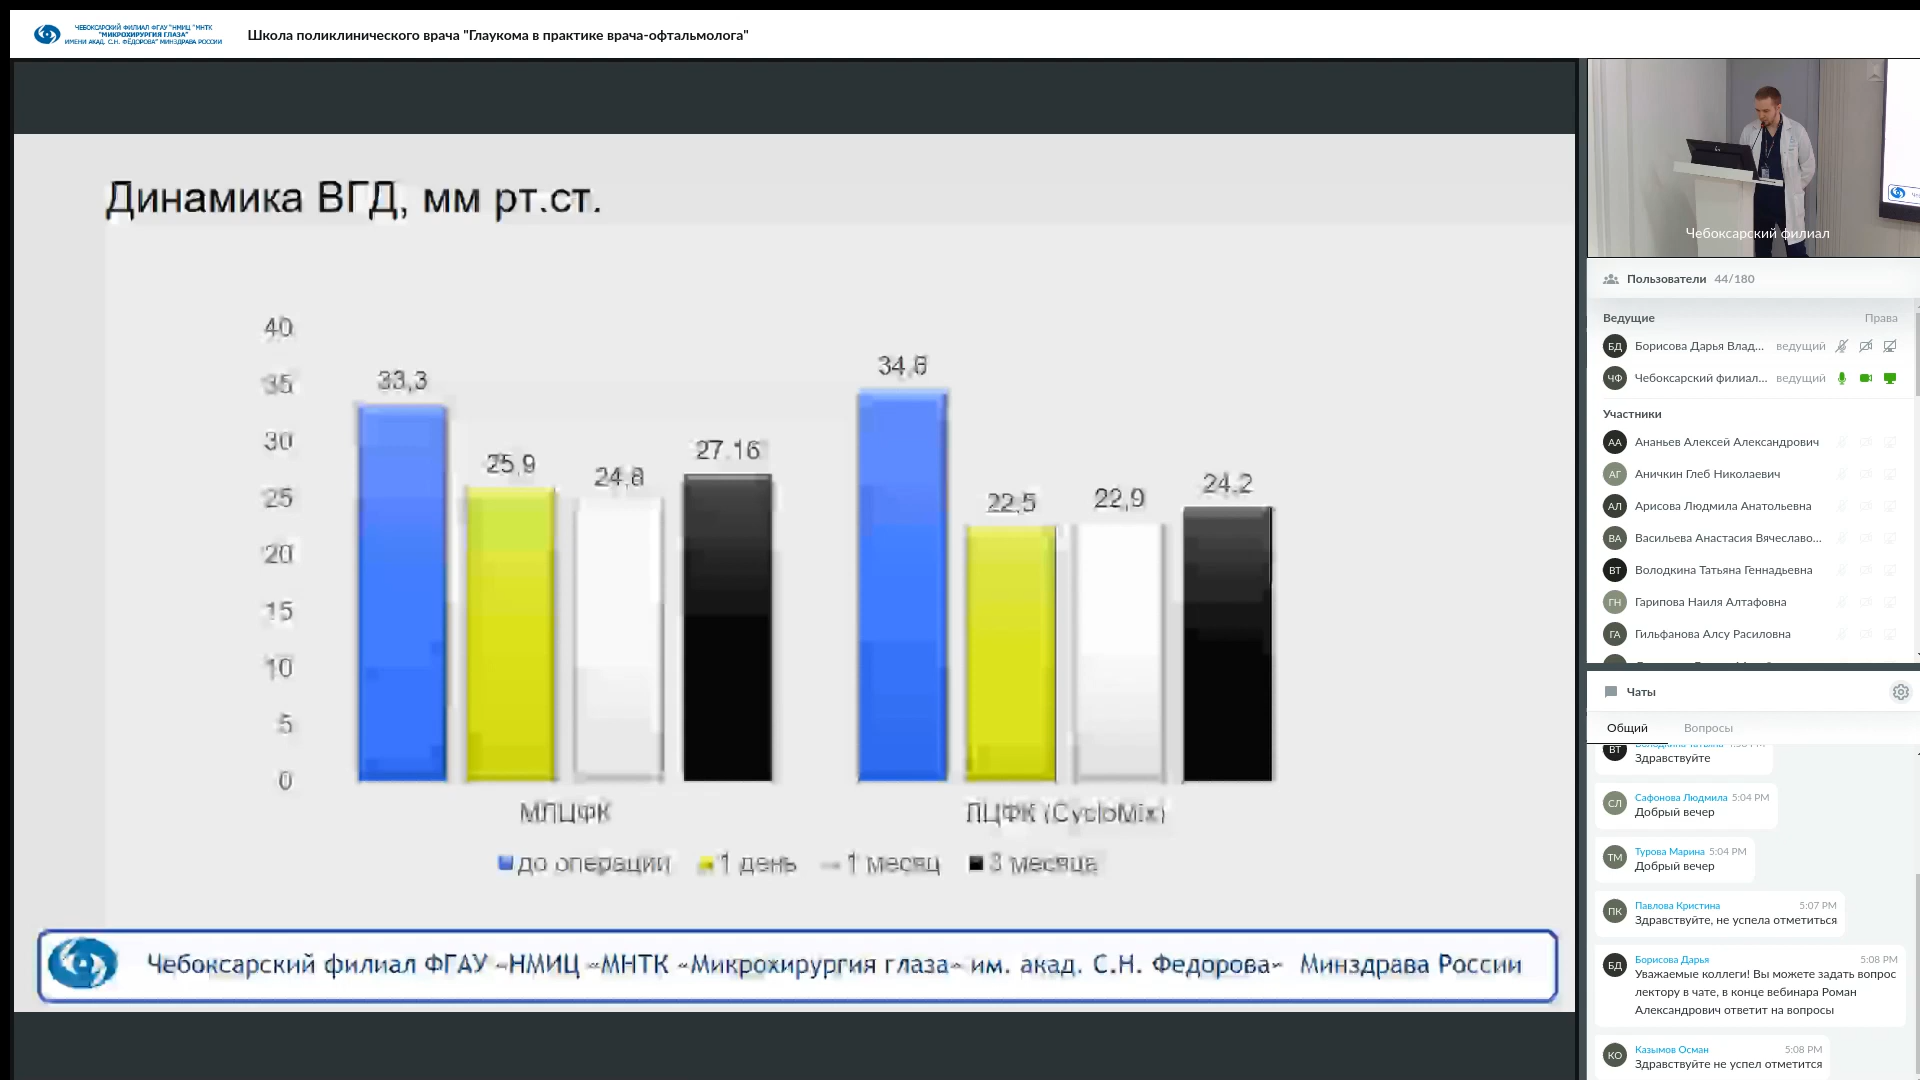 ЧЕБОКСАРСКИЙ ФИЛИАЛ ФГАУ "НМИЦ "МНТК
"МИКРОХИРУРГИЯ ГЛАЗА"
ИМЕНИ АКАД. С.Н. ФЁДОРОВА" МИНЗДРАВА РОССИИ
Школа поликлинического врача "Глаукома в практике врача-офтальмолога"
Динамика ВГД, мм рт.ст.
40
35
30
25
20
15
10
5
0
33,3
25,9
24,8
27.16
34,8
22,5
22,9
24.2
МЛЦФК
ЛЦФК (CycloMix)
до операции 1 день 1 месяц 3 месяца
Чебоксарский филиал ФГАУ «НМИЦ «МНТК «Микрохирургия глаза» им. акад. С.Н. Федорова» Минздрава России
Чебоксарский филиал
Пользователи 44/180
Ведущие Права
БД Борисова Дарья Влад... ведущий
ЧФ Чебоксарский филиал... ведущий
Участники
АА Ананьев Алексей Александрович
АГ Аничкин Глеб Николаевич
АЛ Арисова Людмила Анатольевна
ВА Васильева Анастасия Вячеславо...
ВТ Володкина Татьяна Геннадьевна
ГН Гарипова Наиля Алтафовна
ГА Гильфанова Алсу Расиловна
Чаты
Общий Вопросы
ВТ
Здравствуйте
СЛ Сафонова Людмила 5:04 PM
Добрый вечер
ТМ Турова Марина 5:04 PM
Добрый вечер
ПК Павлова Кристина 5:07 PM
Здравствуйте, не успела отметиться
БД Борисова Дарья 5:08 PM
Уважаемые коллеги! Вы можете задать вопрос
лектору в чате, в конце вебинара Роман
Александрович ответит на вопросы
КО Казымов Осман 5:08 PM
Здравствуйте не успел отметится